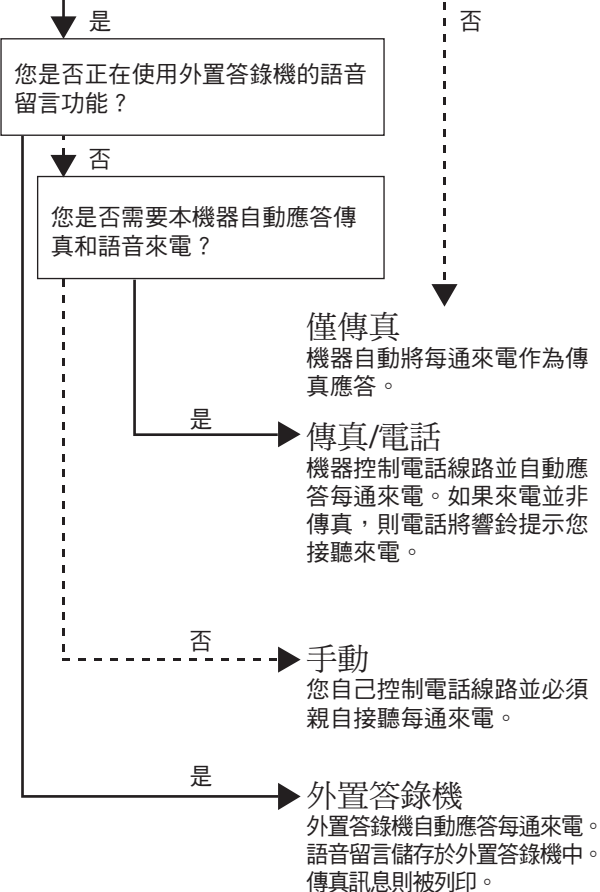 是
否
您是否正在使用外置答錄機的語音
留言功能？
否
您是否需要本機器自動應答傳
真和語音來電？
僅傳真
機器自動將每通來電作為傳
真應答。
是
傳真/電話
機器控制電話線路並自動應
答每通來電。如果來電並非
傳真，則電話將響鈴提示您
接聽來電。
否
手動
您自己控制電話線路並必須
親自接聽每通來電。
是
外置答錄機
外置答錄機自動應答每通來電。
語音留言儲存於外置答錄機中。
傳真訊息則被列印。